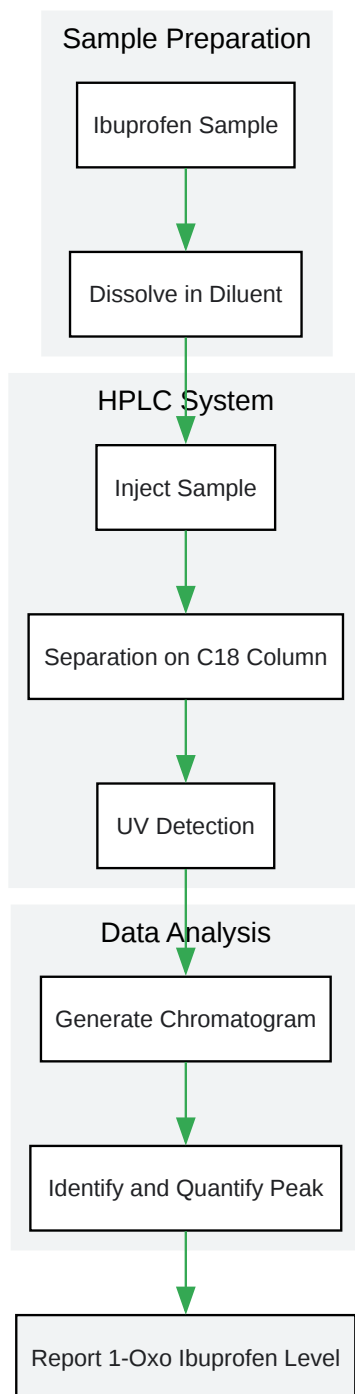 Sample Preparation
Ibuprofen Sample
Dissolve in Diluent
HPLC System
Inject Sample
Separation on C18 Column
UV Detection
Data Analysis
Generate Chromatogram
Identify and Quantify Peak
Report 1-Oxo Ibuprofen Level